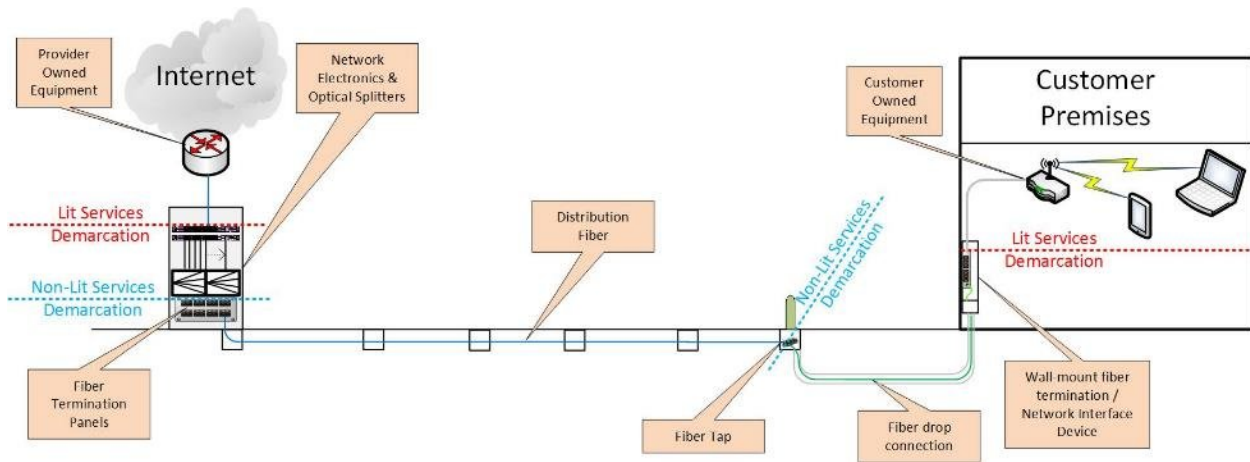 Provider
Owned
Equipment
Internet
Network
Electronics &
Optical Splitters
Customer
Owned
Equipment
Customer
Premises
Lit Services
Demarcation
Distribution
Fiber
Non-Lit Services
Demarcation
Lit Services
Demarcation
Non-Lit Services
Demarcation
Fiber
Termination
Panels
Fiber Tap
Fiber drop
connection
Wall-mount fiber
termination /
Network Interface
Device